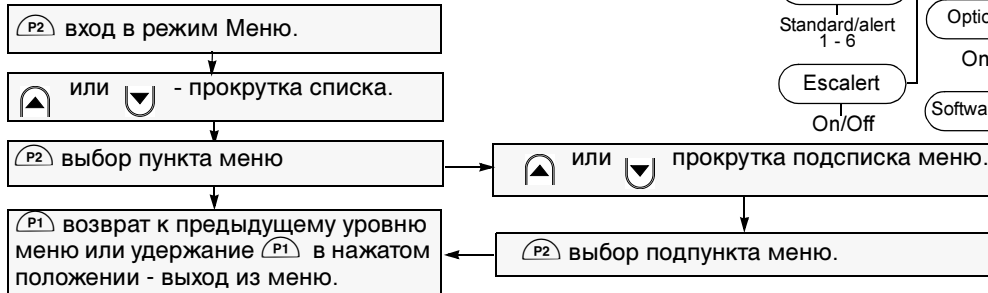 P2 вход в режим Меню.
или - прокрутка списка.
P2 выбор пункта меню
P1 возврат к предыдущему уровню
меню или удержание P1 в нажатом
положении - выход из меню.
или прокрутка подсписка меню.
P2 выбор подпункта меню.
Standard/alert
1 - 6
Escalert
On/Off